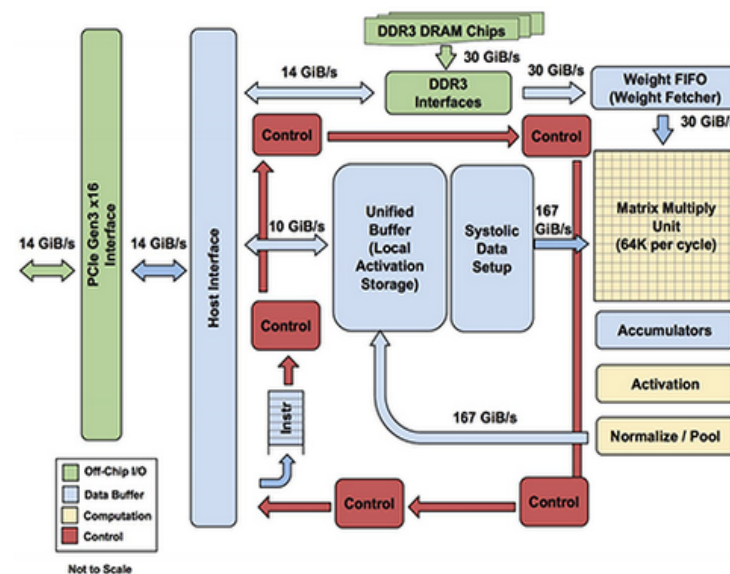 DDR3 DRAM Chips
30 GiB/s
14 GiB/s
DDR3
Interfaces
30 GiB/s
Weight FIFO
(Weight Fetcher)
30 GiB/s
Control
Control
PCIe Gen3 x16
Interface
14 GiB/s
14 GiB/s
Host Interface
10 GiB/s
Unified
Buffer
(Local
Activation
Storage)
Systolic
Data
Setup
167
GiB/s
Matrix Multiply
Unit
(64K per cycle)
Control
Accumulators
Activation
Instr
167 GiB/s
Normalize / Pool
Off-Chip I/O
Data Buffer
Computation
Control
Control
Control
Not to Scale